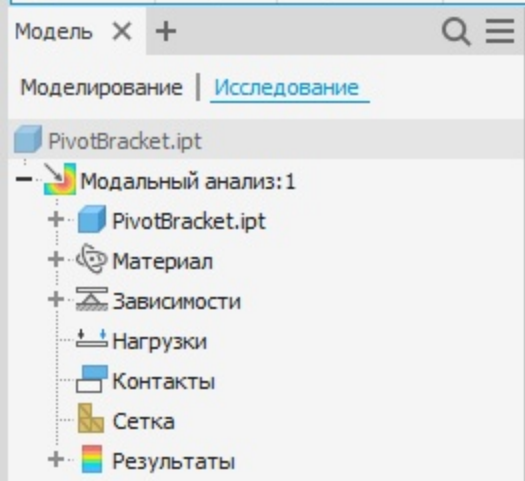 Модель
Моделирование | Исследование
PivotBracket.ipt
Модальный анализ:1
PivotBracket.ipt
Материал
Зависимости
Нагрузки
Контакты
Сетка
Результаты